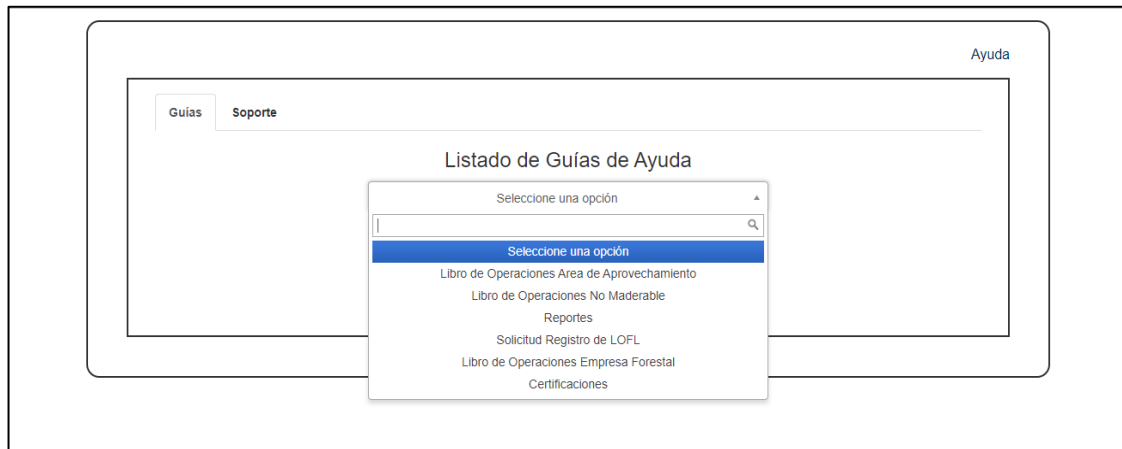 Ayuda
Guías Soporte
Listado de Guías de Ayuda
Seleccione una opción
Seleccione una opción
Libro de Operaciones Area de Aprovechamiento
Libro de Operaciones No Maderable
Reportes
Solicitud Registro de LOFL
Libro de Operaciones Empresa Forestal
Certificaciones